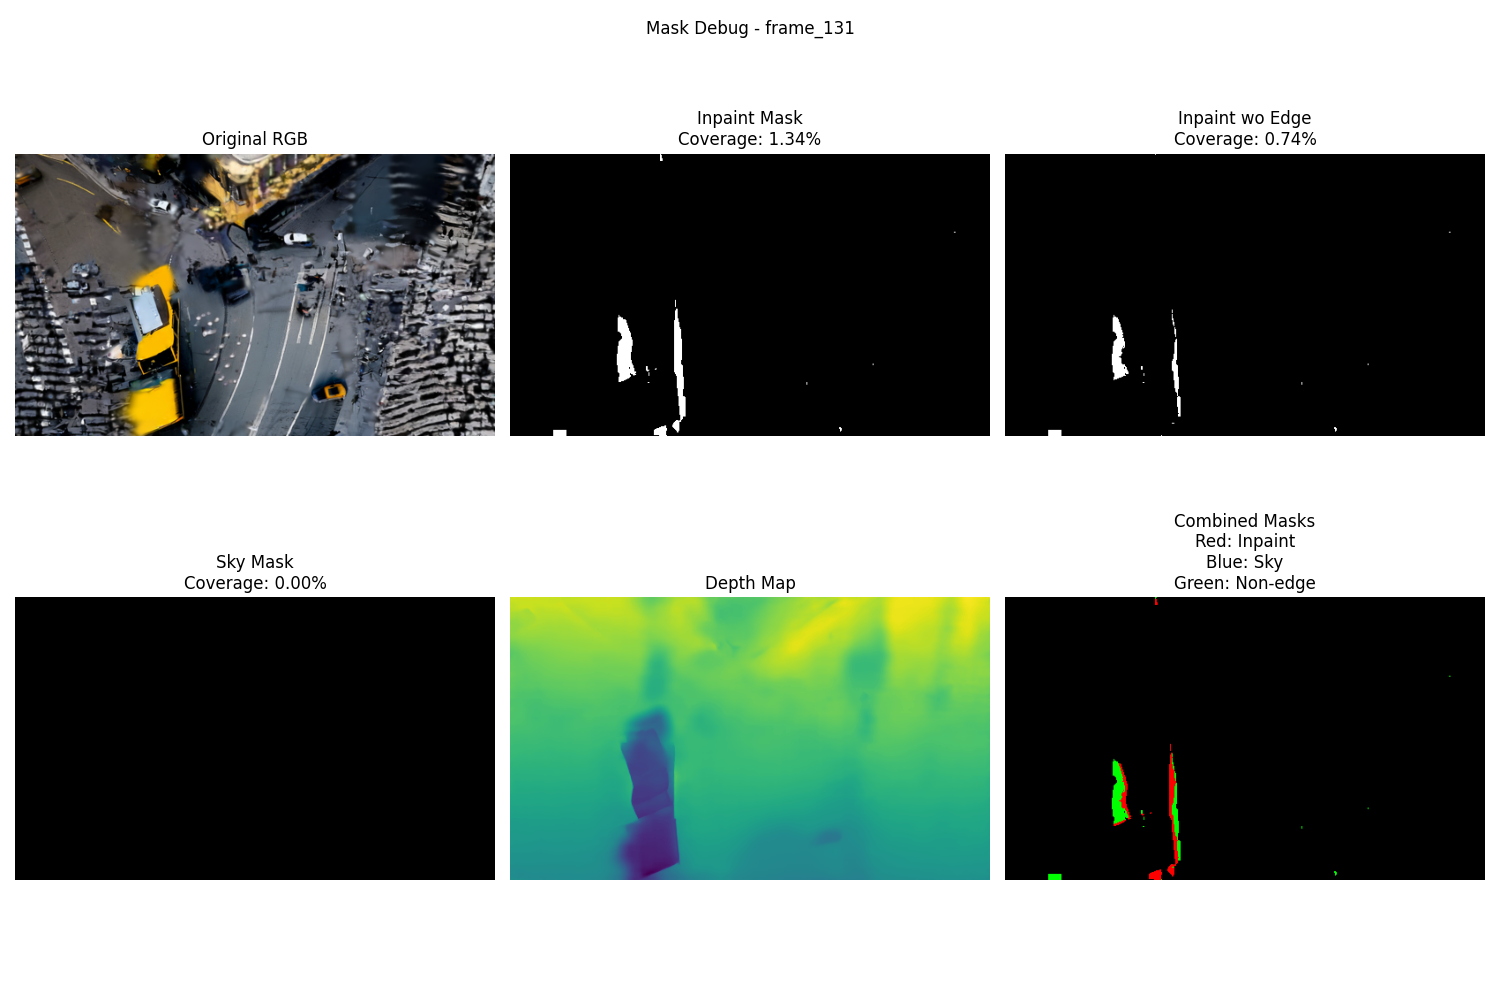 Mask Debug - frame_131
Original RGB
Inpaint Mask
Coverage: 1.34%
Inpaint wo Edge
Coverage: 0.74%
Sky Mask
Coverage: 0.00%
Depth Map
Combined Masks
Red: Inpaint
Blue: Sky
Green: Non-edge